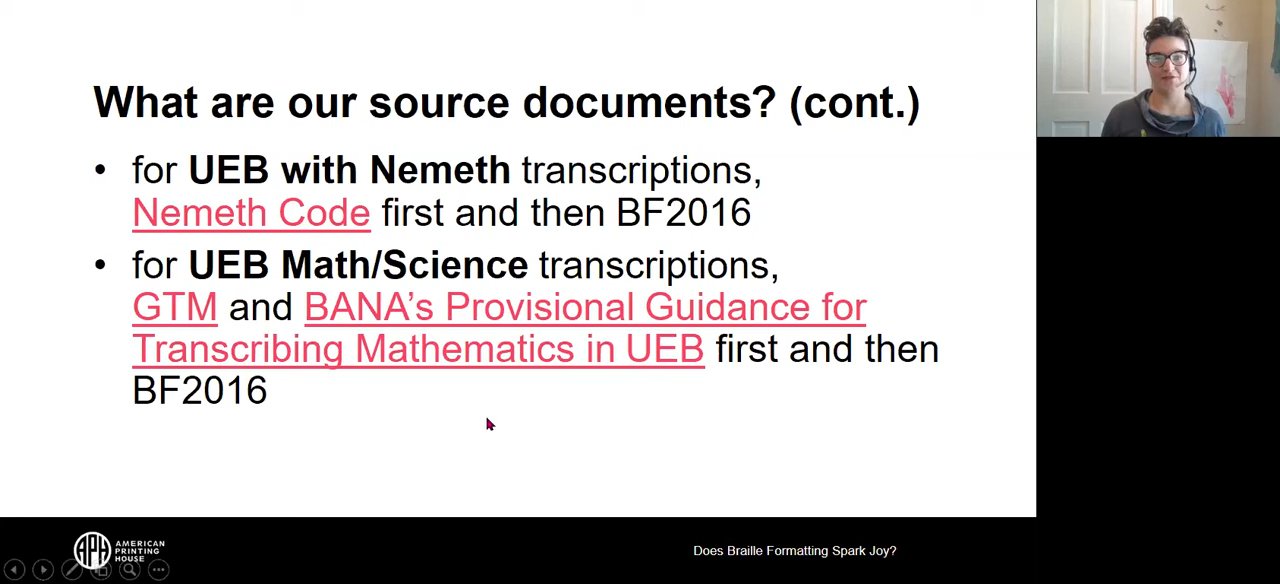 What are our source documents? (cont.)
• for UEB with Nemeth transcriptions,
Nemeth Code first and then BF2016
• for UEB Math/Science transcriptions,
GTM and BANA’s Provisional Guidance for
Transcribing Mathematics in UEB first and then
BF2016
APH
AMERICAN
PRINTING
HOUSE
Does Braille Formatting Spark Joy?